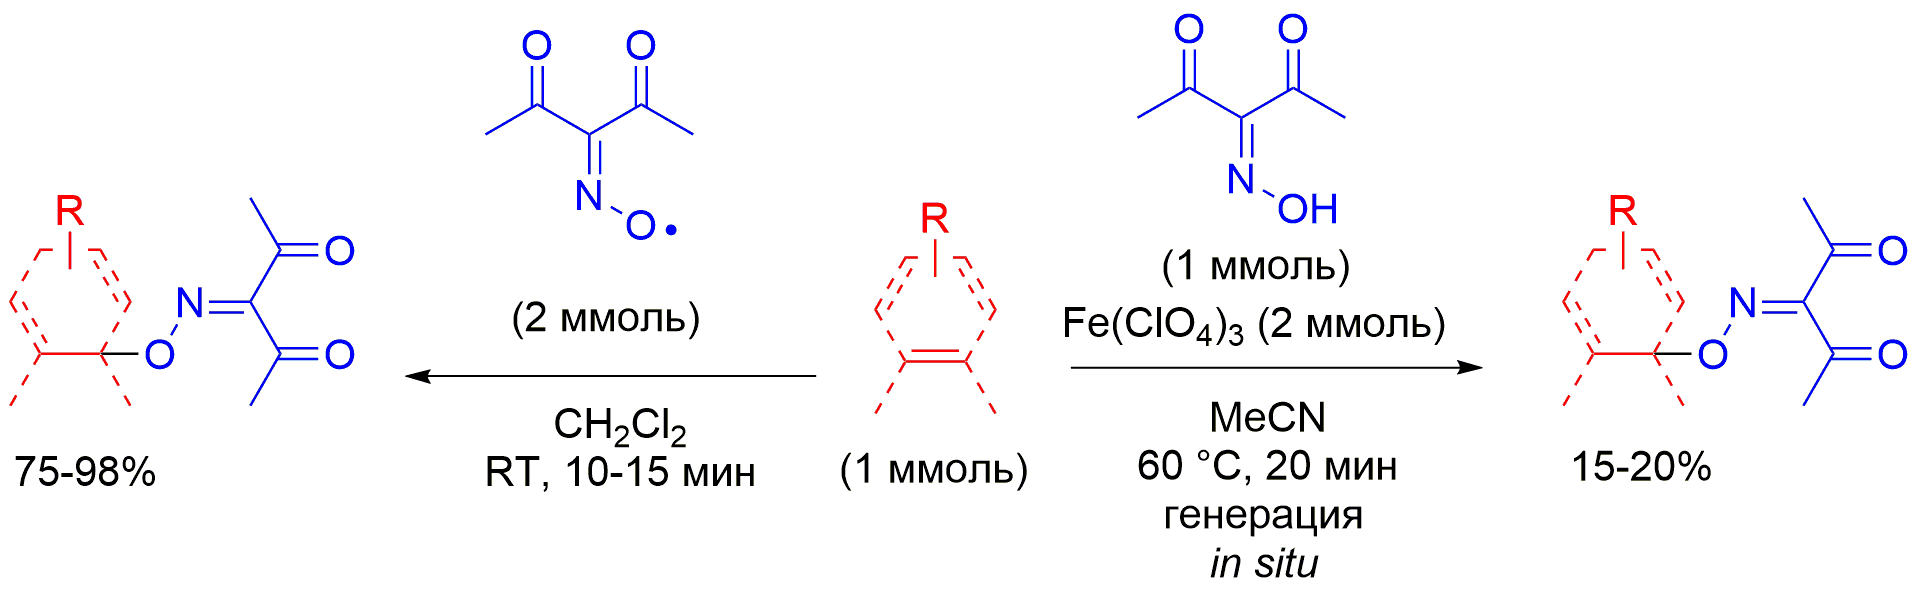 O O
N
O•
(2 ммоль)
CH₂Cl₂
RT, 10-15 мин
R
O
N
O
O
75-98%
R
(1 ммоль)
O O
N
OH
(1 ммоль)
Fe(ClO₄)₃ (2 ммоль)
MeCN
60 °C, 20 мин
генерация
in situ
R
O
N
O
O
15-20%